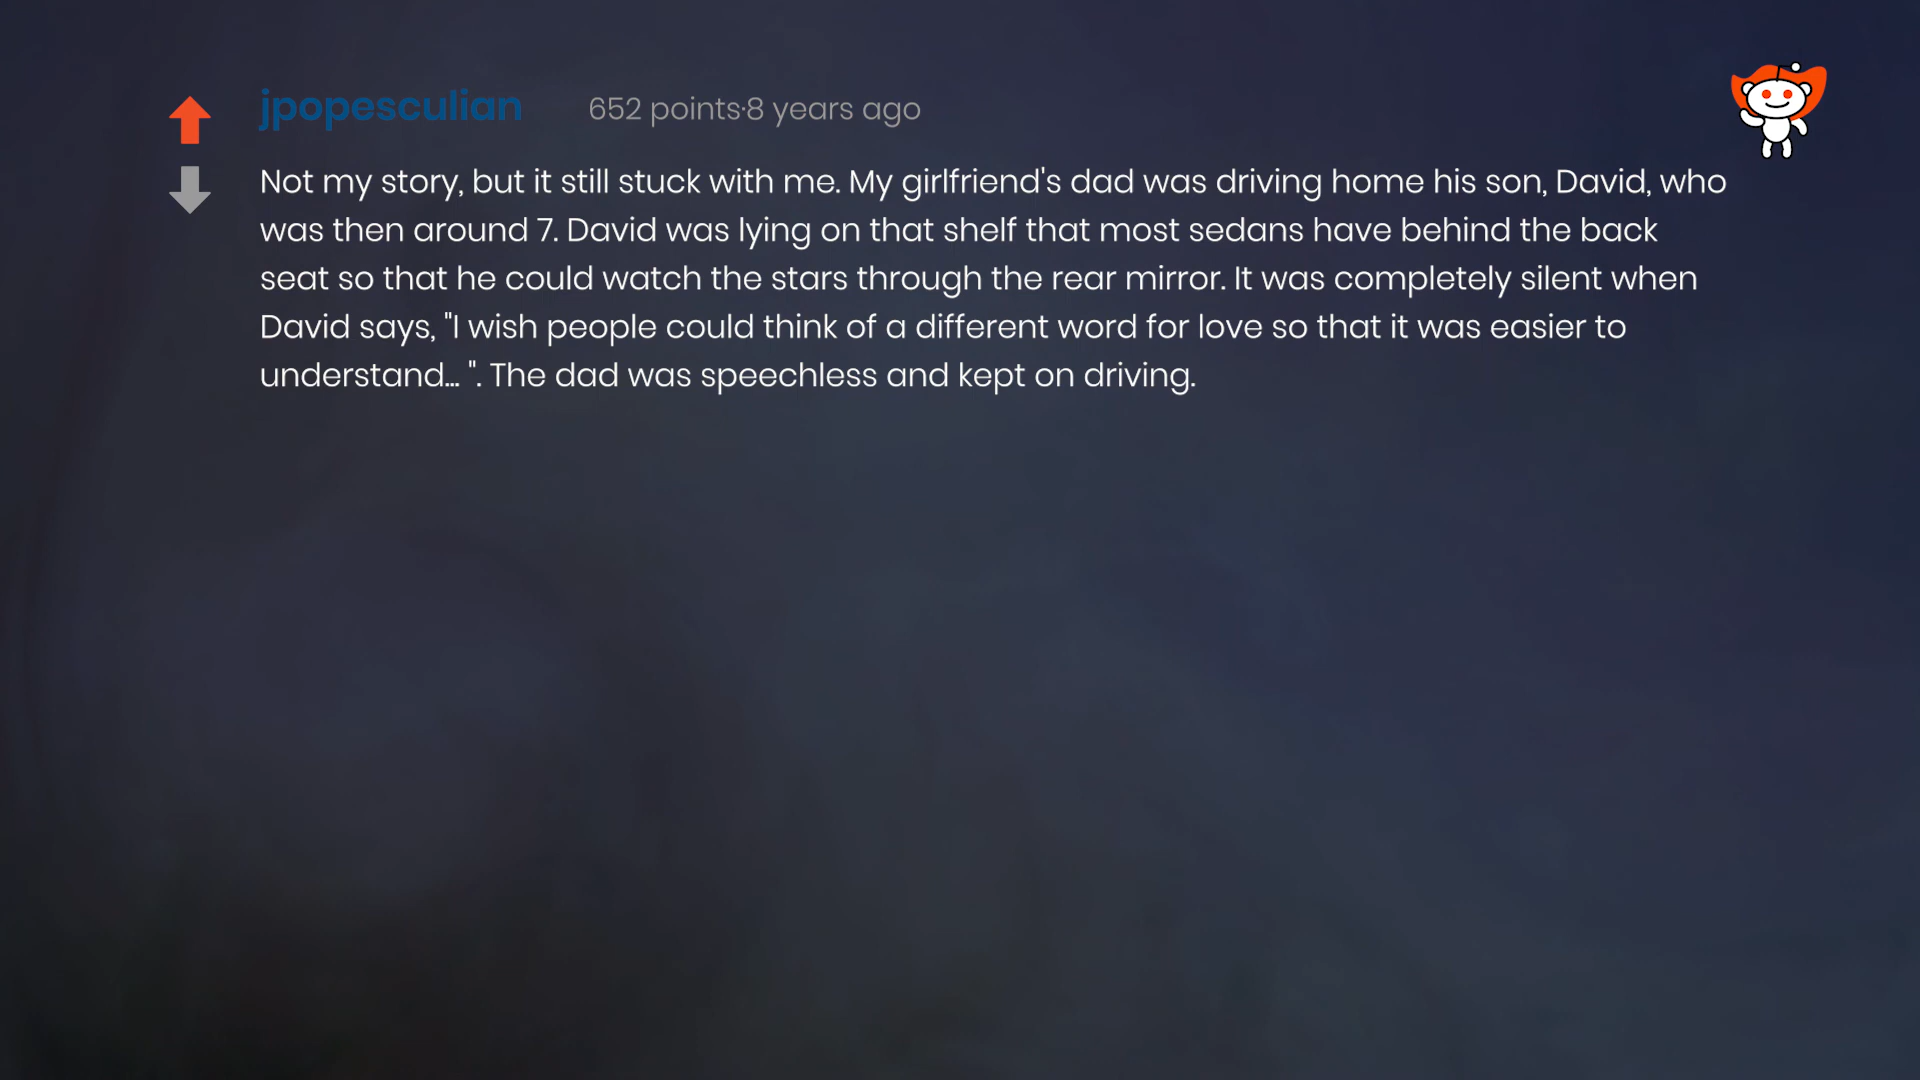 jpopesculian 652 points·8 years ago
Not my story, but it still stuck with me. My girlfriend's dad was driving home his son, David, who
was then around 7. David was lying on that shelf that most sedans have behind the back
seat so that he could watch the stars through the rear mirror. It was completely silent when
David says, "I wish people could think of a different word for love so that it was easier to
understand... ". The dad was speechless and kept on driving.